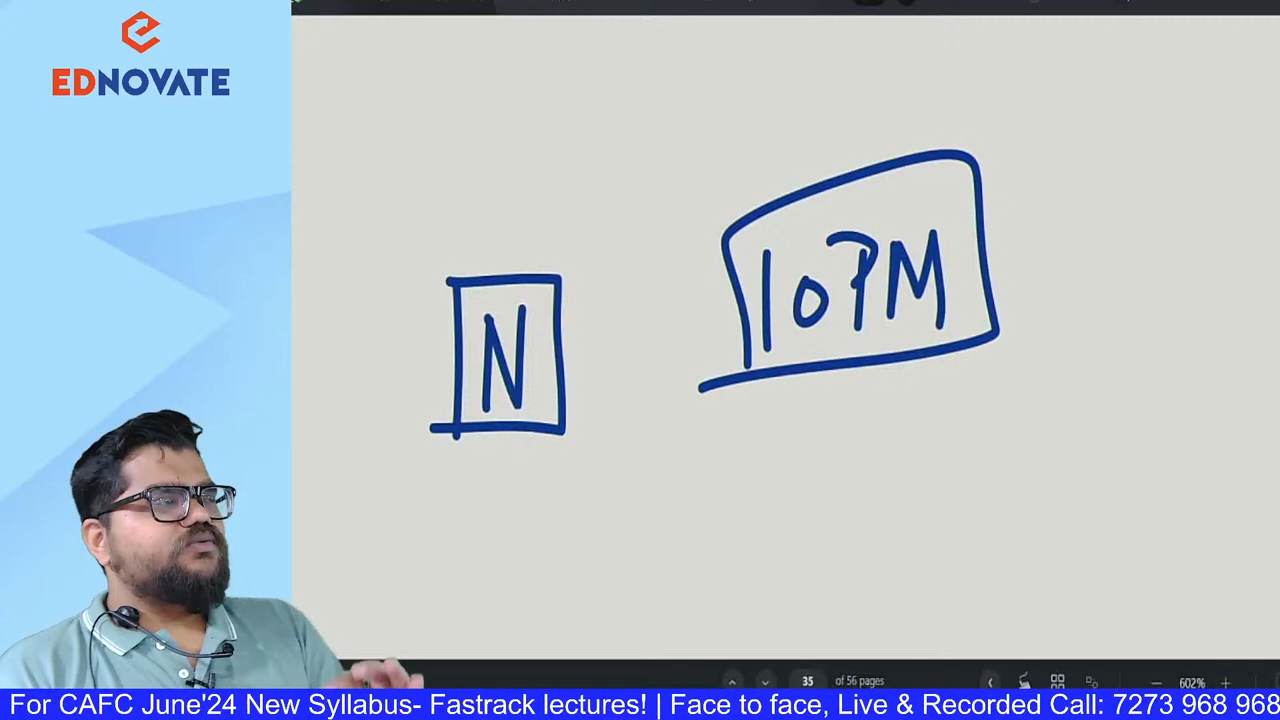 EDNOVATE
10PM
N
35 of 56 pages
602%
For CAFC June'24 New Syllabus- Fastrack lectures! | Face to face, Live & Recorded Call: 7273 968 968